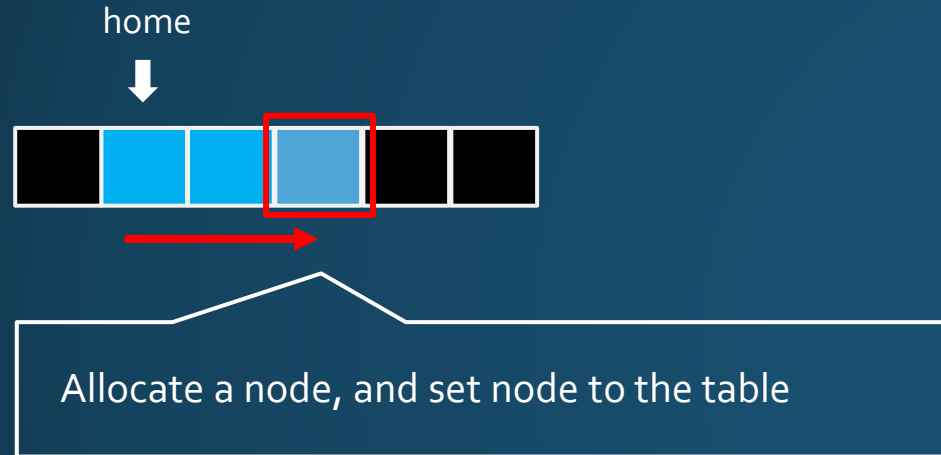 home
Allocate a node, and set node to the table